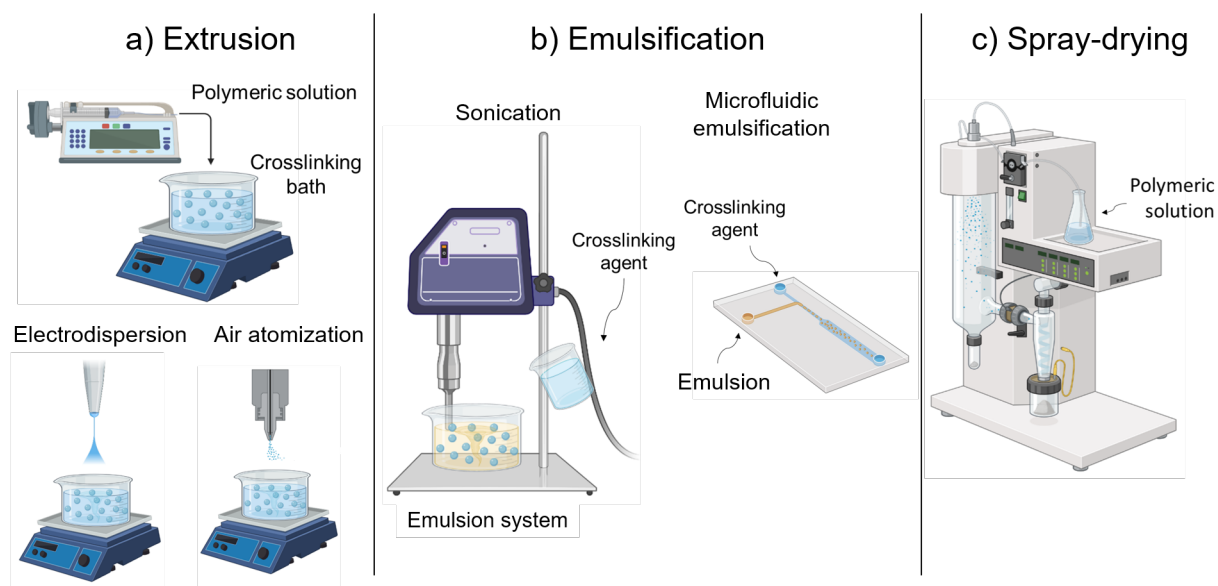 a) Extrusion
Polymeric solution
Crosslinking
bath
Electrodispersion
Air atomization
b) Emulsification
Sonication
Crosslinking
agent
Emulsion system
Microfluidic
emulsification
Crosslinking
agent
Emulsion
c) Spray-drying
Polymeric
solution